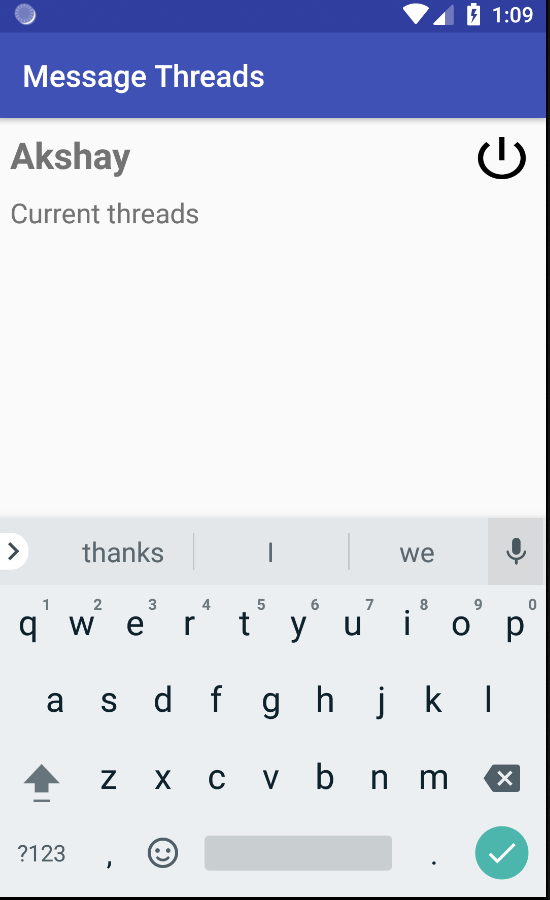 1:09
Message Threads
Akshay
Current threads
thanks I we
1 2 3 4 5 6 7 8 9 0
q w e r t y u i o p
a s d f g h j k l
z x c v b n m
?123 , .